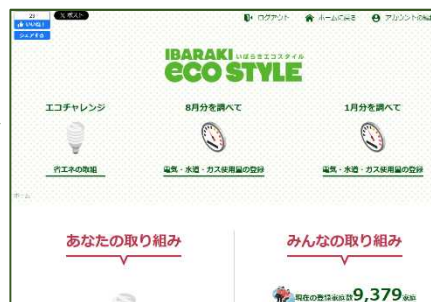 23
いいね!
シェアする
X ポスト
ログアウト
ホームに戻る
アカウントの編
IBARAKI いばらきエコスタイル
eco STYLE
エコチャレンジ
省エネの取組
8月分を調べて
電気・水道・ガス使用量の登録
1月分を調べて
電気・水道・ガス使用量の登録
ホーム
あなたの取り組み
みんなの取り組み
現在の登録家庭数9,379家庭